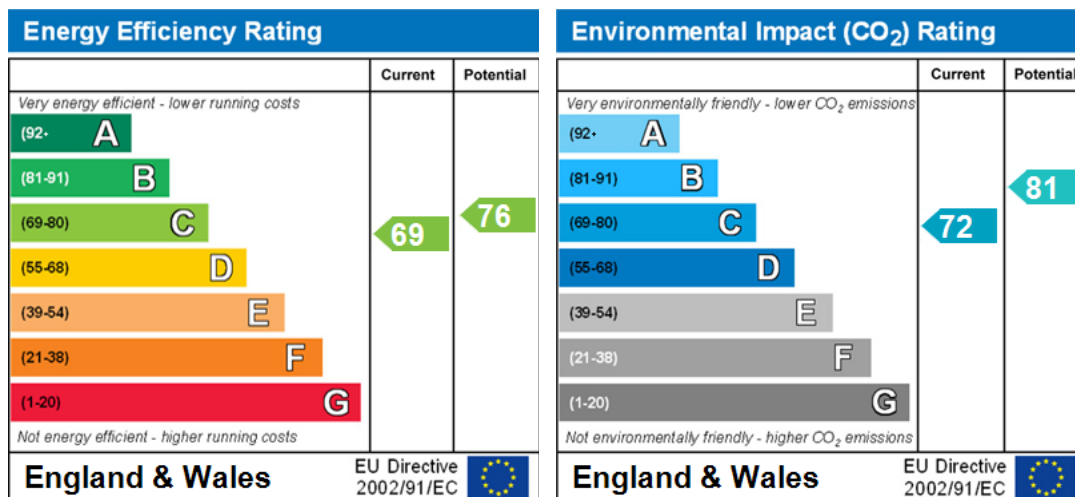 Energy Efficiency Rating
Current Potential
Very energy efficient - lower running costs
(92- A
(81-91) B
(69-80) C
(55-68) D
(39-54) E
(21-38) F
(1-20) G
69
76
Not energy efficient - higher running costs
England & Wales
EU Directive
2002/91/EC
Environmental Impact (CO₂) Rating
Current Potential
Very environmentally friendly - lower CO₂ emissions
(92- A
(81-91) B
(69-80) C
(55-68) D
(39-54) E
(21-38) F
(1-20) G
72
81
Not environmentally friendly - higher CO₂ emissions
England & Wales
EU Directive
2002/91/EC